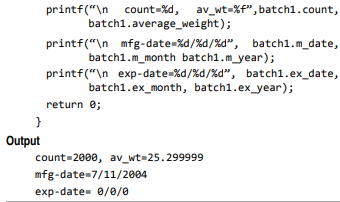 printf(“\n count=%d, av_wt=%f”,batch1.count,
batch1.average_weight);
printf(“\n mfg-date=%d/%d/%d”, batch1.m_date,
batch1.m_month batch1.m_year);
printf(“\n exp-date=%d/%d/%d”, batch1.ex_date,
batch1.ex_month, batch1.ex_year);
return 0;
}
Output
count=2000, av_wt=25.299999
mfg-date=7/11/2004
exp-date= 0/0/0